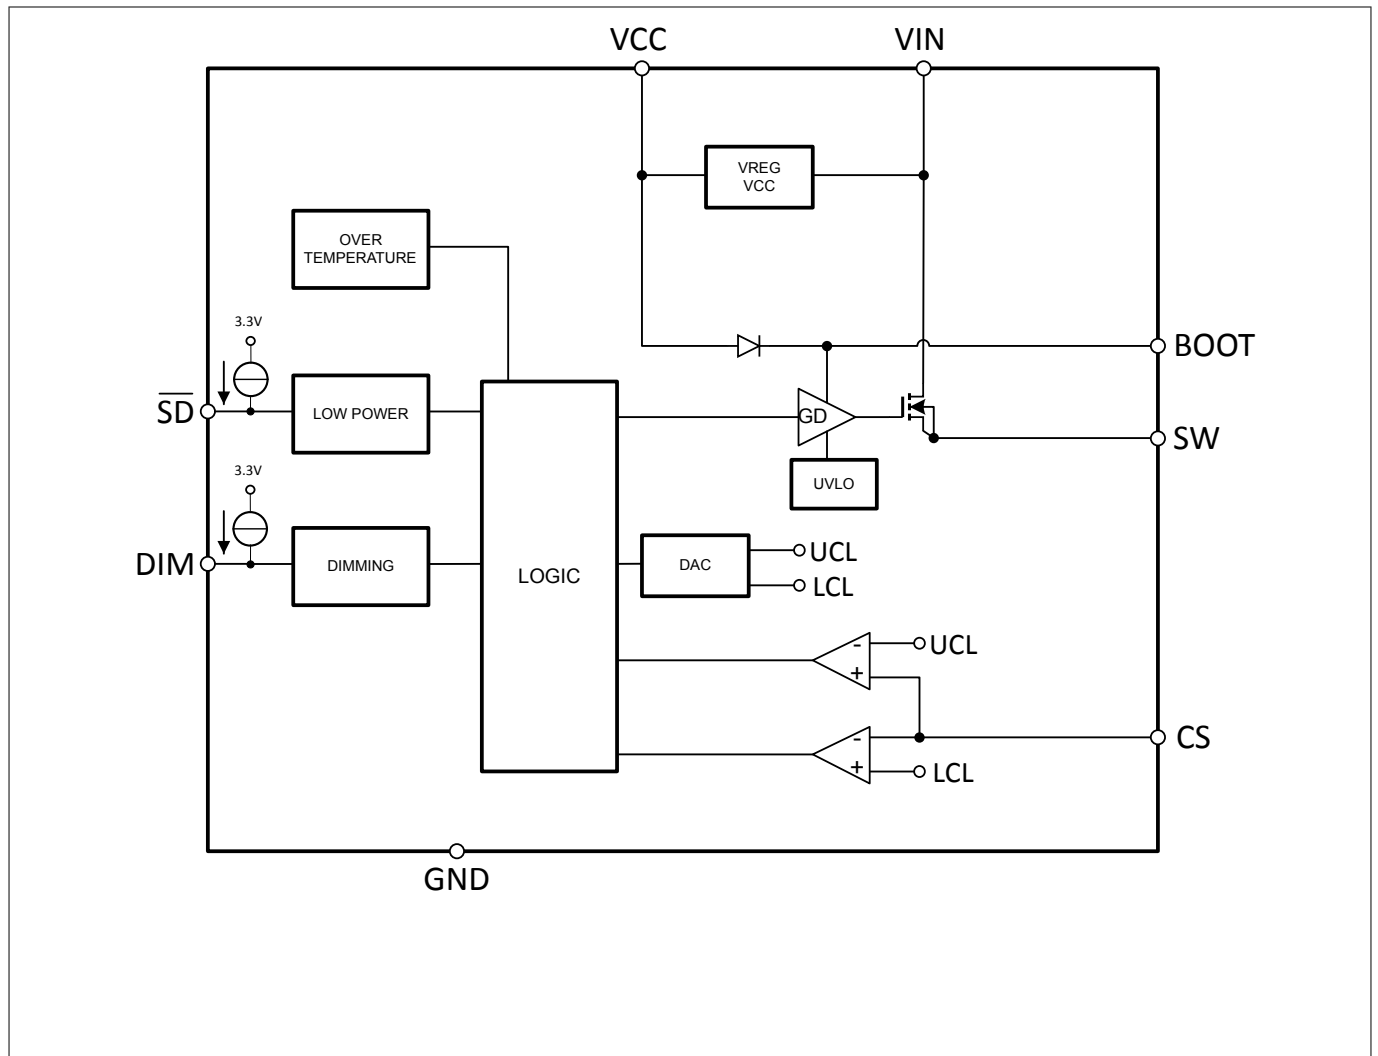 VCC
VIN
VREG
VCC
OVER
TEMPERATURE
3.3V
BOOT
SD
LOW POWER
GD
SW
3.3V
UVLO
DIM
DIMMING
LOGIC
DAC
UCL
LCL
-
UCL
+
-
CS
+
LCL
GND